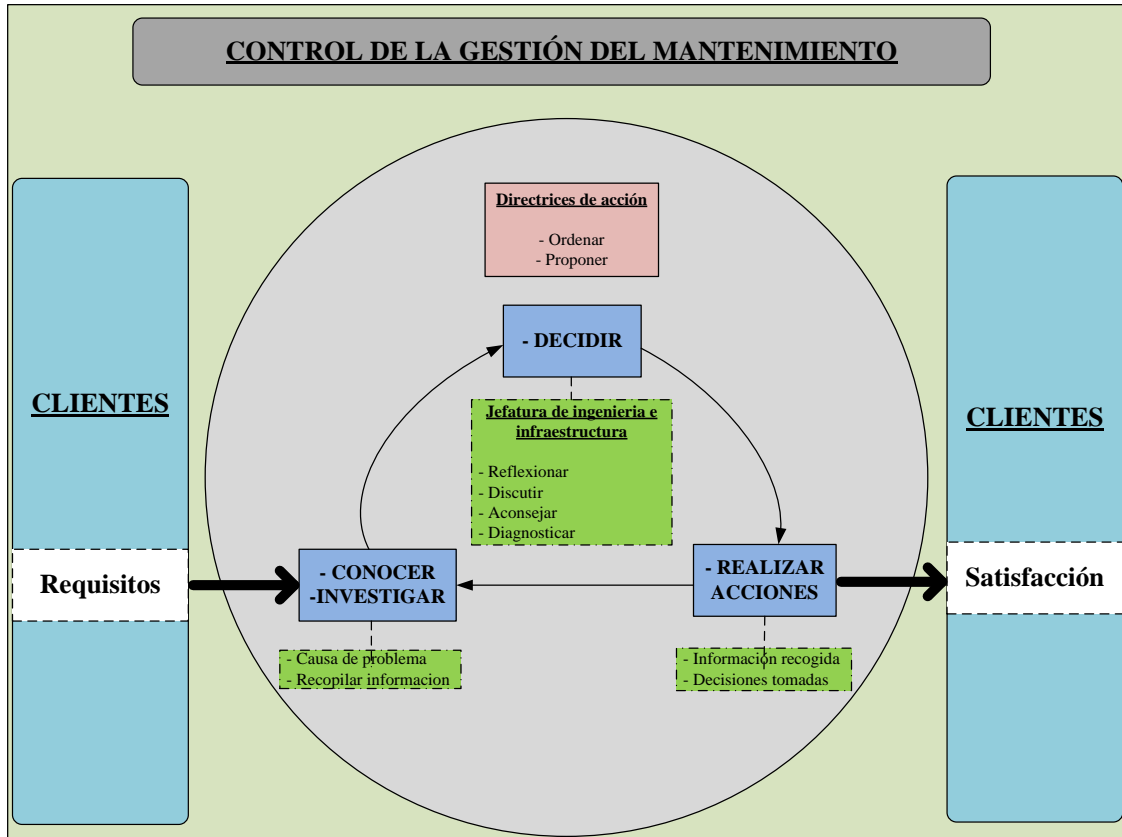 CONTROL DE LA GESTIÓN DEL MANTENIMIENTO
Directrices de acción
- Ordenar
- Proponer
- DECIDIR
CLIENTES
Jefatura de ingenieria e
infraestructura
- Reflexionar
- Discutir
- Aconsejar
- Diagnosticar
CLIENTES
Requisitos
- CONOCER
-INVESTIGAR
- REALIZAR
ACCIONES
Satisfacción
- Causa de problema
- Recopilar informacion
- Información recogida
- Decisiones tomadas